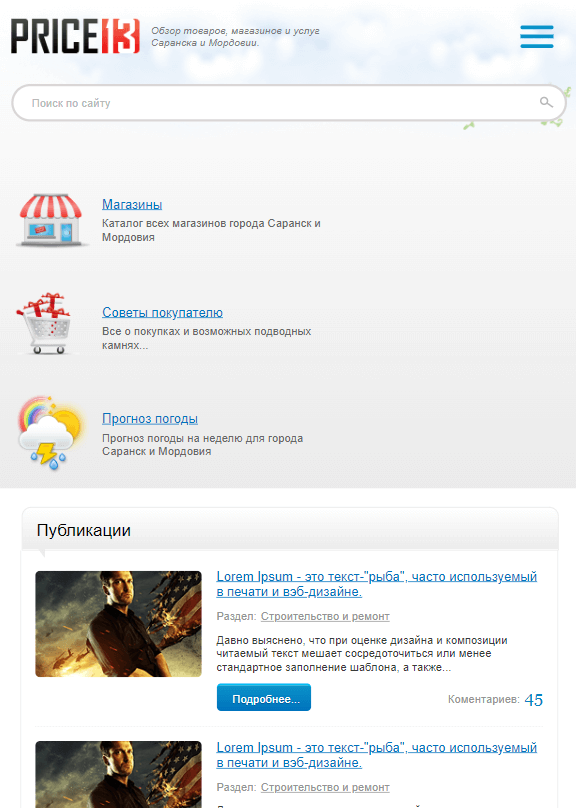 PRICE13
Обзор товаров, магазинов и услуг
Саранска и Мордовии.
Поиск по сайту
Магазины
Каталог всех магазинов города Саранск и
Мордовия
Советы покупателю
Все о покупках и возможных подводных
камнях...
Прогноз погоды
Прогноз погоды на неделю для города
Саранск и Мордовия
Публикации
Lorem Ipsum - это текст-"рыба", часто используемый
в печати и вэб-дизайне.
Раздел: Строительство и ремонт
Давно выяснено, что при оценке дизайна и композиции
читаемый текст мешает сосредоточиться или менее
стандартное заполнение шаблона, а также...
Подробнее...
Коментариев: 45
Lorem Ipsum - это текст-"рыба", часто используемый
в печати и вэб-дизайне.
Раздел: Строительство и ремонт